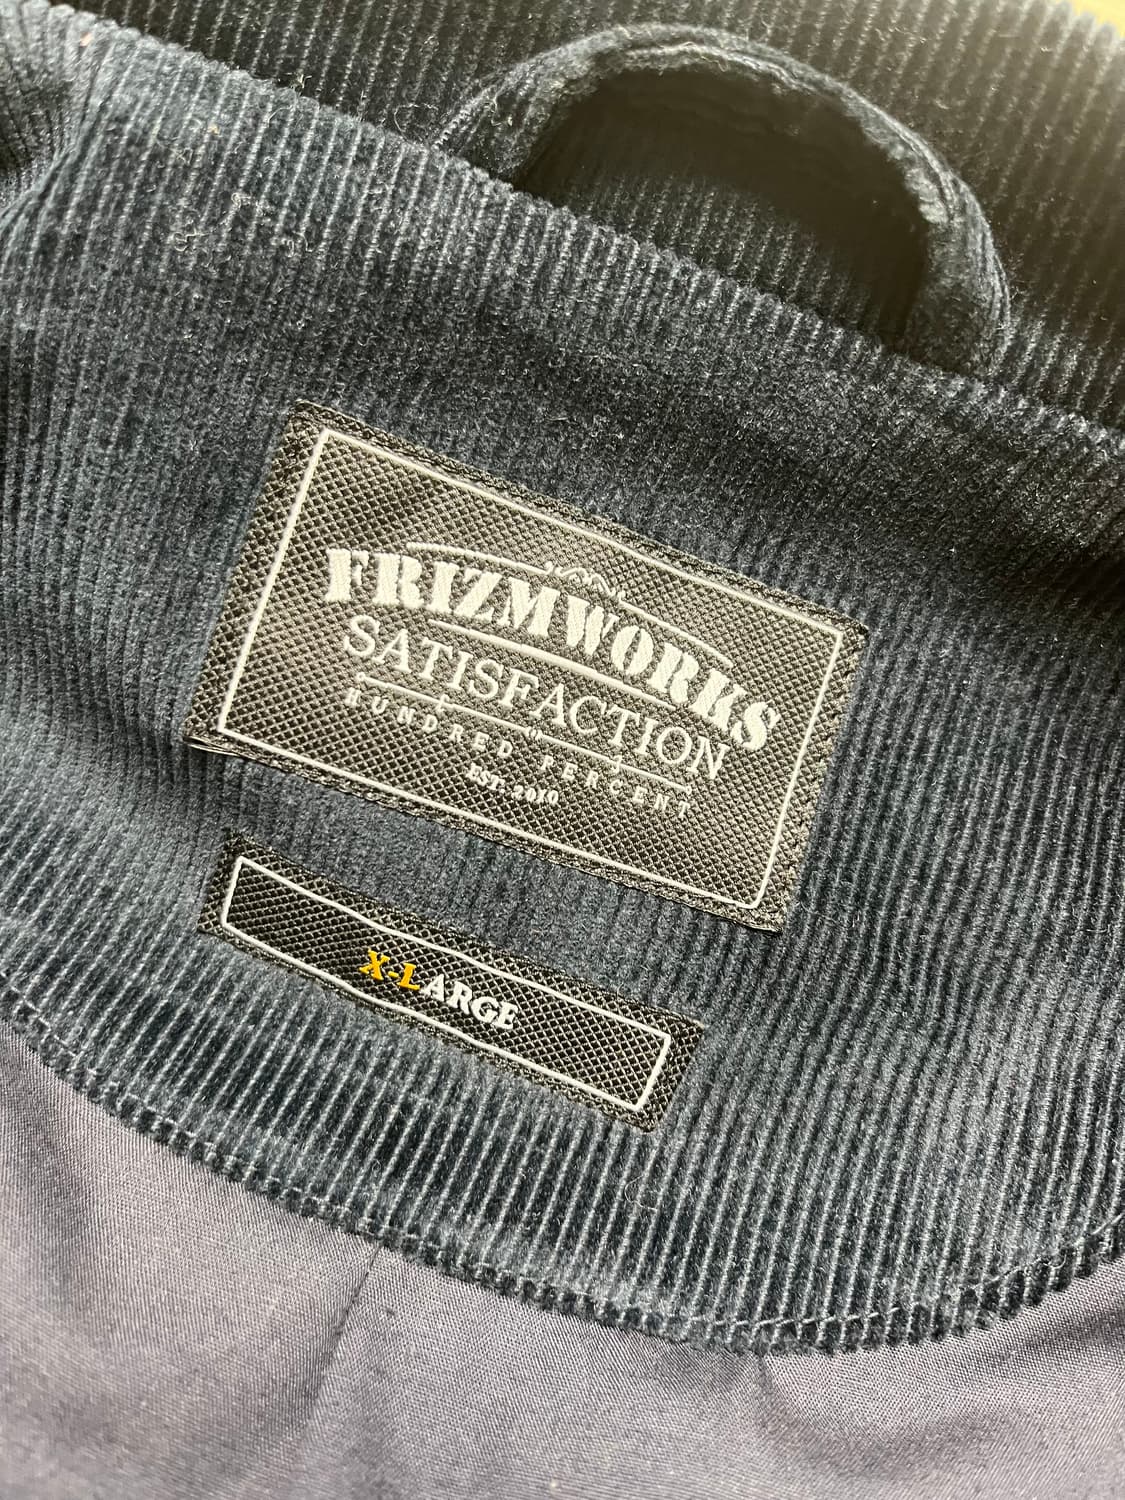 FRIZMWORKS
SATISFACTION
HUNDRED PERCENT
EST. 2010
X-LARGE